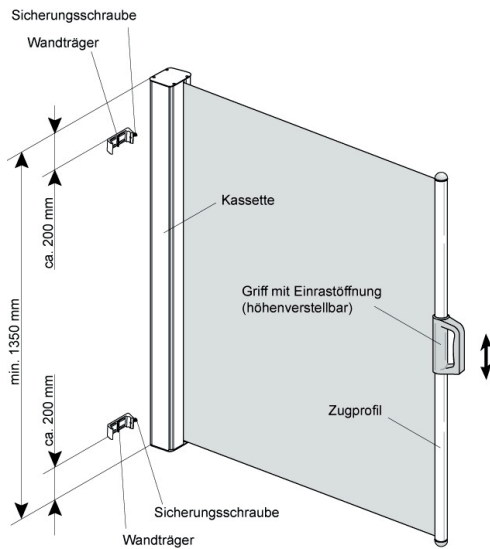 Sicherungsschraube
Wandträger
ca. 200 mm
Kassette
min. 1350 mm
Griff mit Einrastöffnung
(höhenverstellbar)
ca. 200 mm
Zugprofil
Sicherungsschraube
Wandträger